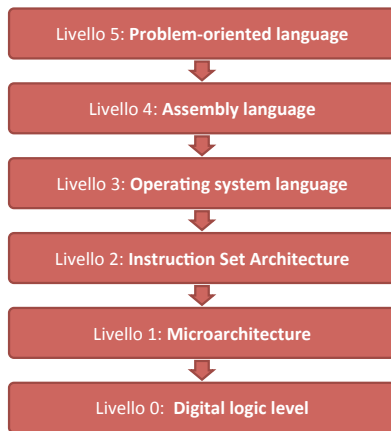 Livello 5: Problem-oriented language
Livello 4: Assembly language
Livello 3: Operating system language
Livello 2: Instruction Set Architecture
Livello 1: Microarchitecture
Livello 0: Digital logic level